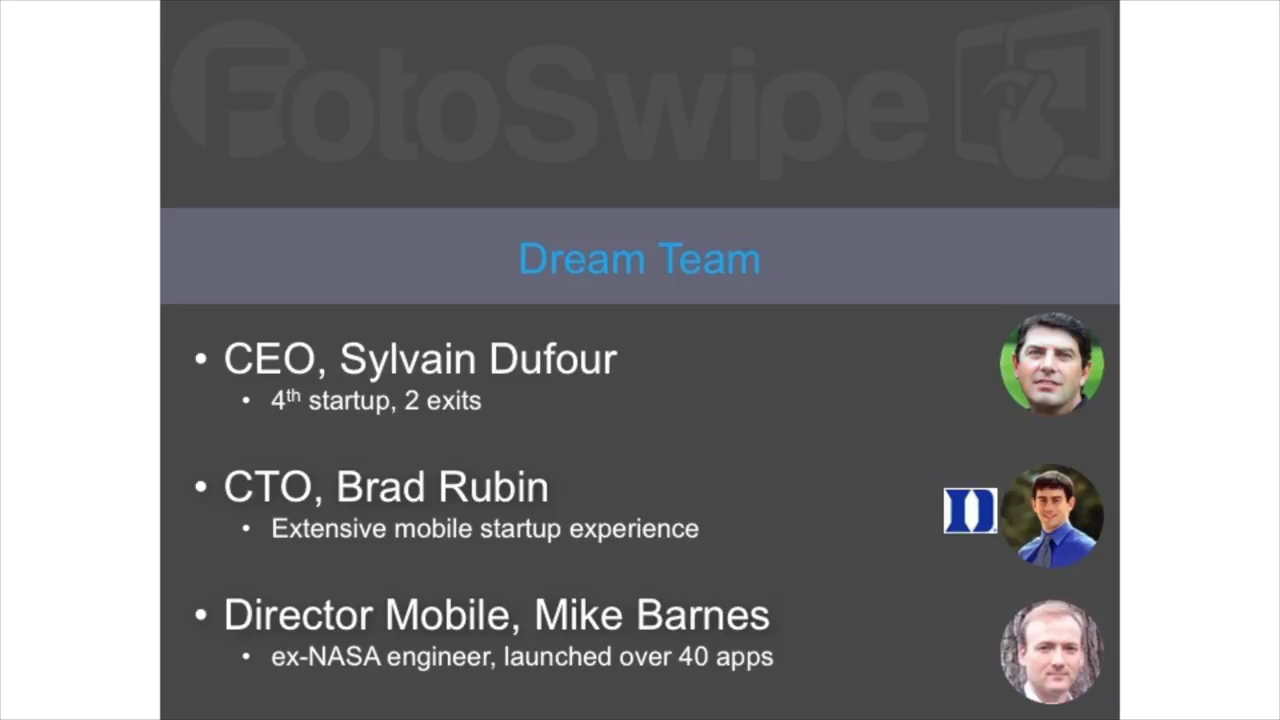 FotoSwipe
Dream Team
• CEO, Sylvain Dufour
• 4th startup, 2 exits
• CTO, Brad Rubin
• Extensive mobile startup experience
D
• Director Mobile, Mike Barnes
• ex-NASA engineer, launched over 40 apps